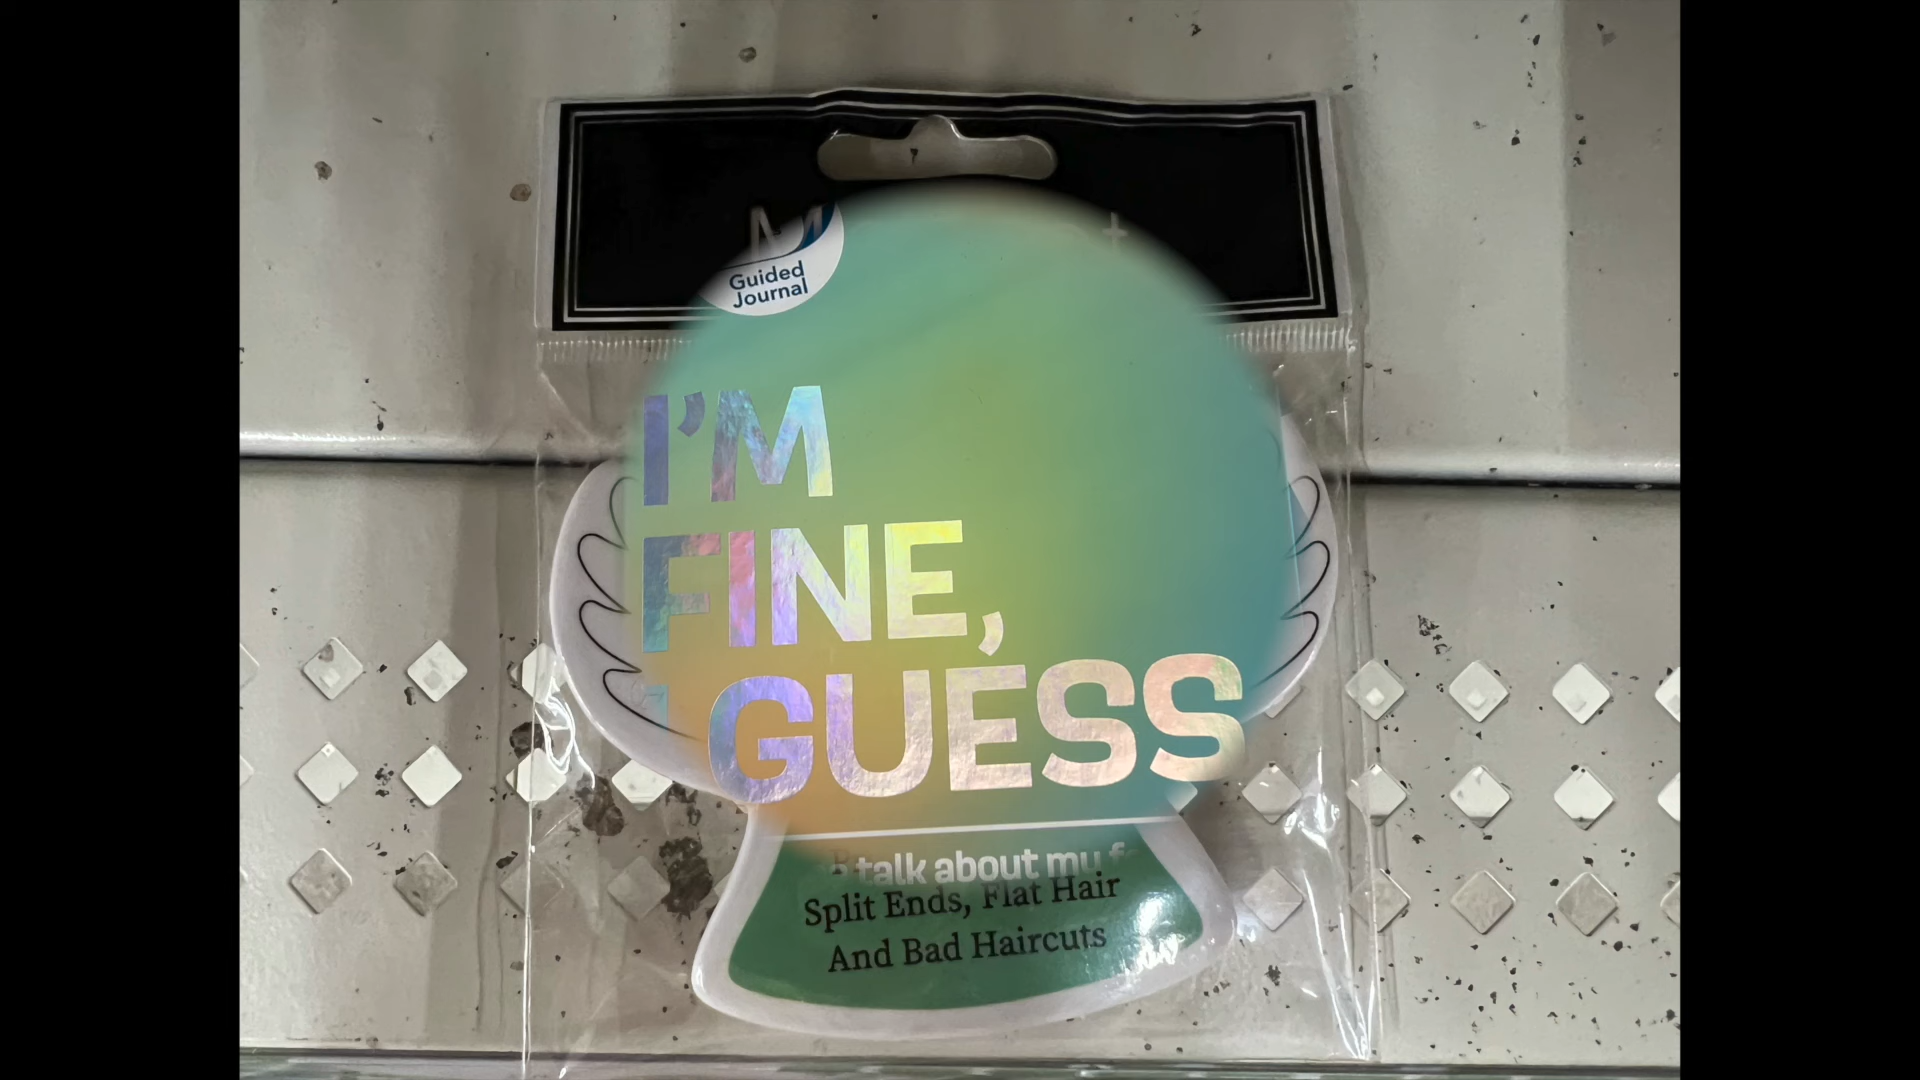 Guided
Journal
I'M
FINE,
I GUESS
talk about my
Split Ends, Flat Hair
And Bad Haircuts